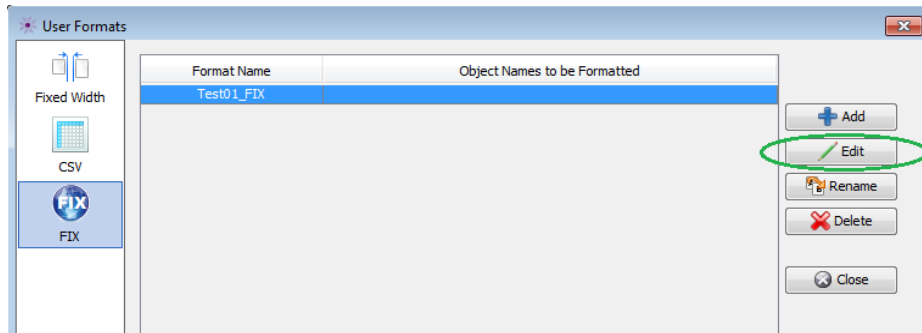 User Formats
Fixed Width
CSV
FIX
FIX
Format Name Object Names to be Formatted
Test01_FIX
Add
Edit
Rename
Delete
Close